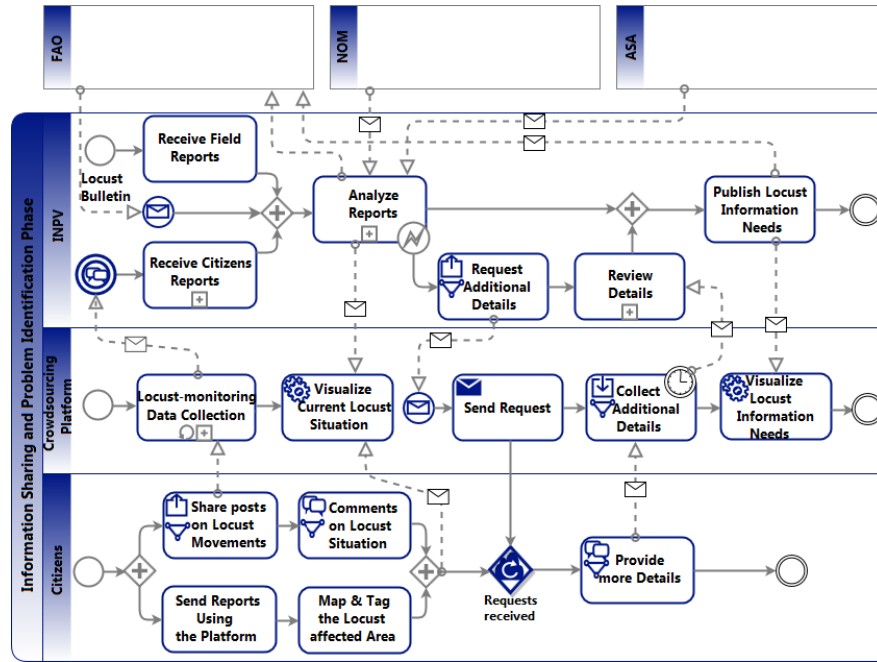 FAO
NOM
ASA
Information Sharing and Problem Identification Phase
INPV
Receive Field
Reports
Locust
Bulletin
Analyze
Reports
Publish Locust
Information
Needs
Receive Citizens
Reports
Request
Additional
Details
Review
Details
Crowdsourcing
Platform
Locust-monitoring
Data Collection
Visualize
Current Locust
Situation
Send Request
Collect
Additional
Details
Visualize
Locust
Information
Needs
Citizens
Share posts
on Locust
Movements
Comments
on Locust
Situation
Provide
more Details
Send Reports
Using
the Platform
Map & Tag
the Locust
affected Area
Requests
received